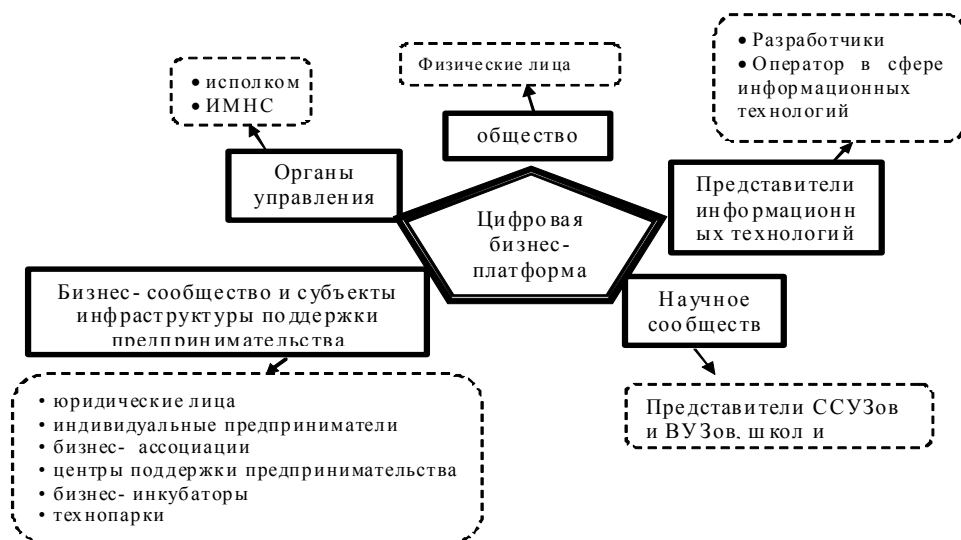 Физические лица
• исполком
• ИМНС
• Разработчики
• Оператор в сфере
информационных
технологий
общество
Органы
управления
Представители
информационн
ых технологий
Цифровая
бизнес-
платформа
Бизнес- сообщество и субъекты
инфраструктуры поддержки
предпринимательства
Научное
сообществ
• юридические лица
• индивидуальные предприниматели
• бизнес- ассоциации
• центры поддержки предпринимательства
• бизнес- инкубаторы
• технопарки
Представители ССУЗов
и ВУЗов, школ и